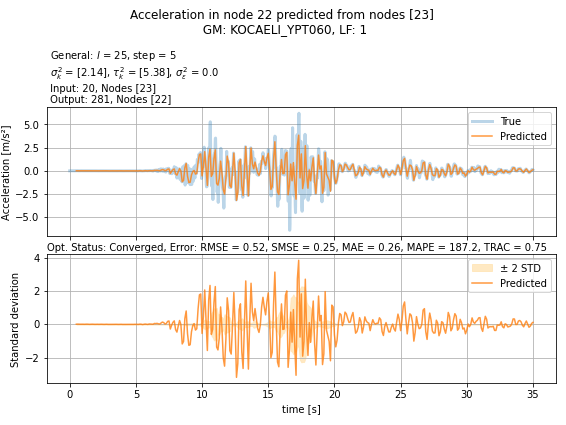 Acceleration in node 22 predicted from nodes [23]
GM: KOCAELI_YPT060, LF: 1
General: l = 25, step = 5
σ²ₖ = [2.14], τ²ₖ = [5.38], σ²ε = 0.0
Input: 20, Nodes [23]
Output: 281, Nodes [22]
Acceleration [m/s²]
5.0
2.5
0.0
−2.5
−5.0
True
Predicted
Opt. Status: Converged, Error: RMSE = 0.52, SMSE = 0.25, MAE = 0.26, MAPE = 187.2, TRAC = 0.75
Standard deviation
4
2
0
−2
± 2 STD
Predicted
0 5 10 15 20 25 30 35
time [s]